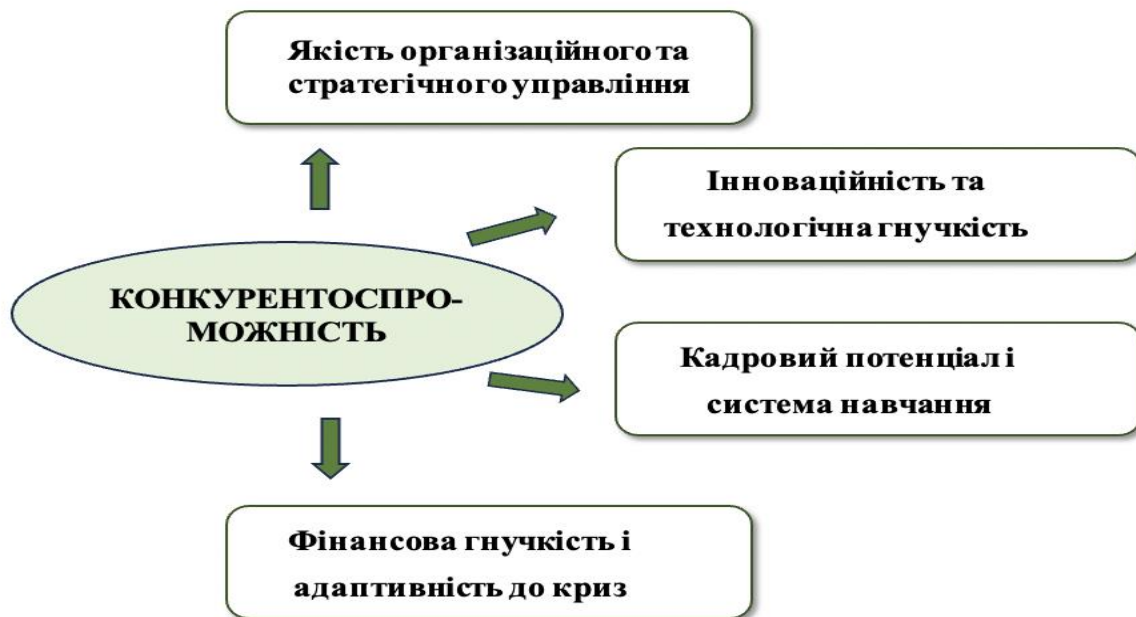 Якість організаційного та
стратегічного управління
Інноваційність та
технологічна гнучкість
КОНКУРЕНТОСПРО-
МОЖНІСТЬ
Кадровий потенціал і
система навчання
Фінансова гнучкість і
адаптивність до криз